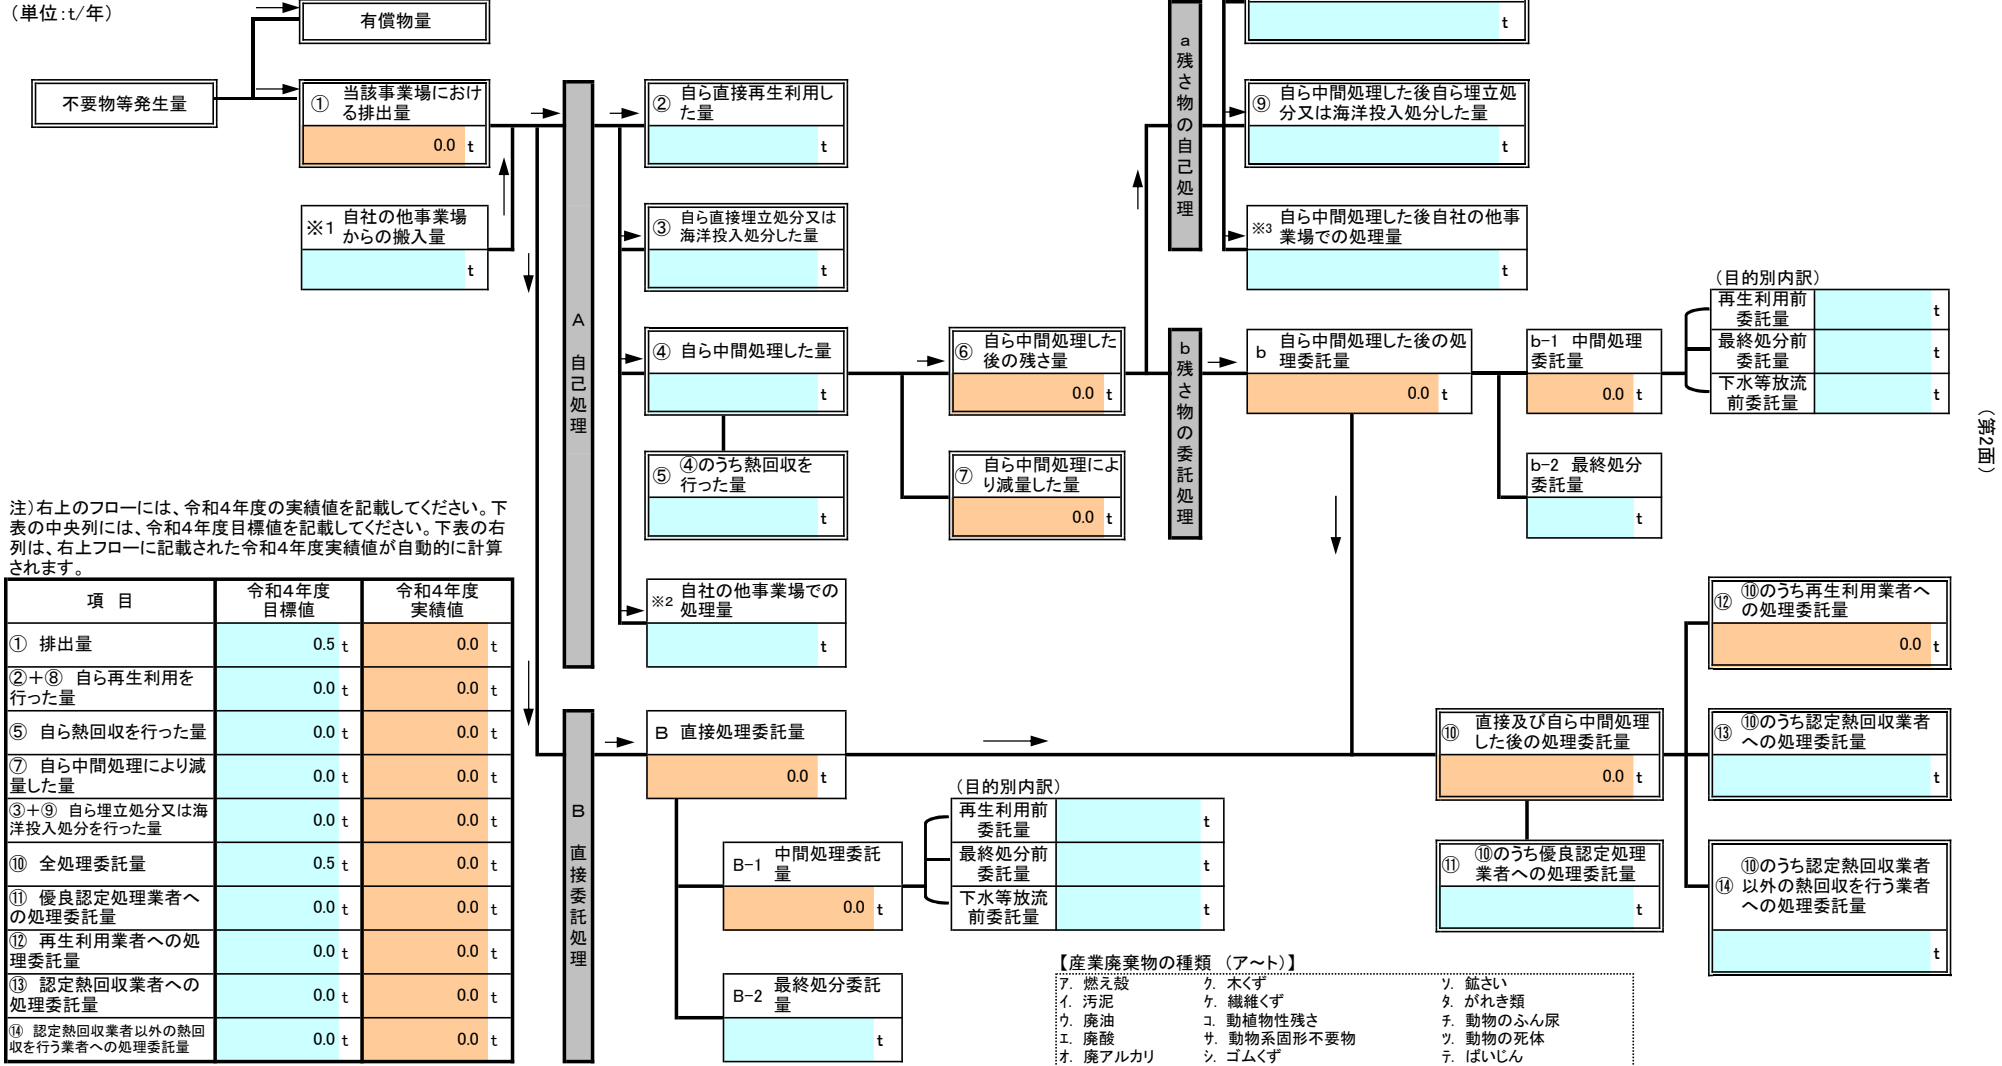 （単位：t/年）
有償物量
不要物等発生量
① 当該事業場におけ
る排出量
0.0 t
※1 自社の他事業場
からの搬入量
t
A 自己処理
② 自ら直接再生利用し
た量
t
③ 自ら直接埋立処分又は
海洋投入処分した量
t
④ 自ら中間処理した量
t
⑤ ④のうち熱回収を
行った量
t
※2 自社の他事業場での
処理量
t
⑥ 自ら中間処理した
後の残さ量
0.0 t
⑦ 自ら中間処理によ
り減量した量
0.0 t
a 残さ物の自己処理
t
⑨ 自ら中間処理した後自ら埋立処
分又は海洋投入処分した量
t
※3 自ら中間処理した後自社の他事
業場での処理量
t
b 残さ物の委託処理
b 自ら中間処理した後の処
理委託量
0.0 t
b-1 中間処理
委託量
0.0 t
（目的別内訳）
再生利用前
委託量
t
最終処分前
委託量
t
下水等放流
前委託量
t
b-2 最終処分
委託量
t
（第2面）
注）右上のフローには、令和4年度の実績値を記載してください。下
表の中央列には、令和4年度目標値を記載してください。下表の右
列は、右上フローに記載された令和4年度実績値が自動的に計算
されます。
項 目
令和4年度
目標値
令和4年度
実績値
① 排出量 0.5 t 0.0 t
②＋⑧ 自ら再生利用を
行った量 0.0 t 0.0 t
⑤ 自ら熱回収を行った量 0.0 t 0.0 t
⑦ 自ら中間処理により減
量した量 0.0 t 0.0 t
③＋⑨ 自ら埋立処分又は海
洋投入処分を行った量 0.0 t 0.0 t
⑩ 全処理委託量 0.5 t 0.0 t
⑪ 優良認定処理業者へ
の処理委託量 0.0 t 0.0 t
⑫ 再生利用業者への処
理委託量 0.0 t 0.0 t
⑬ 認定熱回収業者への
処理委託量 0.0 t 0.0 t
⑭ 認定熱回収業者以外の熱回
収を行う業者への処理委託量 0.0 t 0.0 t
B 直接委託処理
B 直接処理委託量
0.0 t
B-1 中間処理委託
量
0.0 t
B-2 最終処分委託
量
t
（目的別内訳）
再生利用前
委託量
t
最終処分前
委託量
t
下水等放流
前委託量
t
⑩ 直接及び自ら中間処理
した後の処理委託量
0.0 t
⑪ ⑩のうち優良認定処理
業者への処理委託量
t
⑫ ⑩のうち再生利用業者へ
の処理委託量
0.0 t
⑬ ⑩のうち認定熱回収業者
への処理委託量
t
⑭ ⑩のうち認定熱回収業者
以外の熱回収を行う業者
への処理委託量
t
【産業廃棄物の種類 （ア～ト）】
ｱ. 燃え殻 ｸ. 木くず ｿ. 鉱さい
ｲ. 汚泥 ｹ. 繊維くず ﾀ. がれき類
ｳ. 廃油 ｺ. 動植物性残さ ﾁ. 動物のふん尿
ｴ. 廃酸 ｻ. 動物系固形不要物 ﾂ. 動物の死体
ｵ. 廃アルカリ ｼ. ゴムくず ﾃ. ばいじん